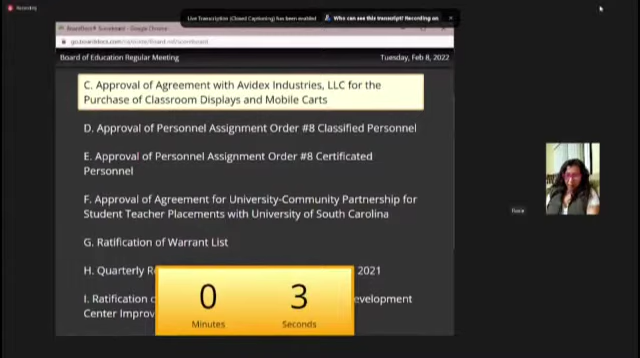 Recording
Live Transcription (Closed Captioning) has been enabled
Who can see this transcript? Recording on
BoardDocs® Scoreboard - Google Chrome
Board of Education Regular Meeting
Tuesday, Feb 8, 2022
C. Approval of Agreement with Avidex Industries, LLC for the
Purchase of Classroom Displays and Mobile Carts
D. Approval of Personnel Assignment Order #8 Classified Personnel
E. Approval of Personnel Assignment Order #8 Certificated
Personnel
F. Approval of Agreement for University-Community Partnership for
Student Teacher Placements with University of South Carolina
G. Ratification of Warrant List
H. Quarterly R 2021
I. Ratification evelopment
Center Improv
0 3
Minutes Seconds